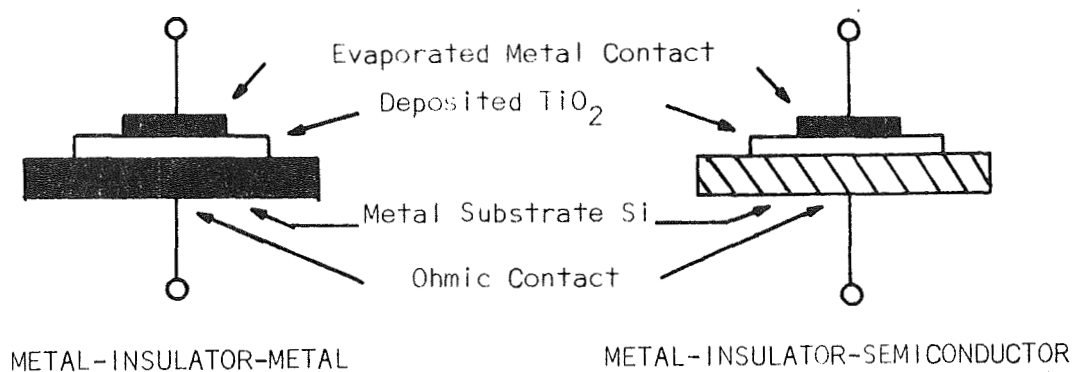 Evaporated Metal Contact
Deposited TiO2
Metal Substrate Si
Ohmic Contact
METAL-INSULATOR-METAL
METAL-INSULATOR-SEMICONDUCTOR